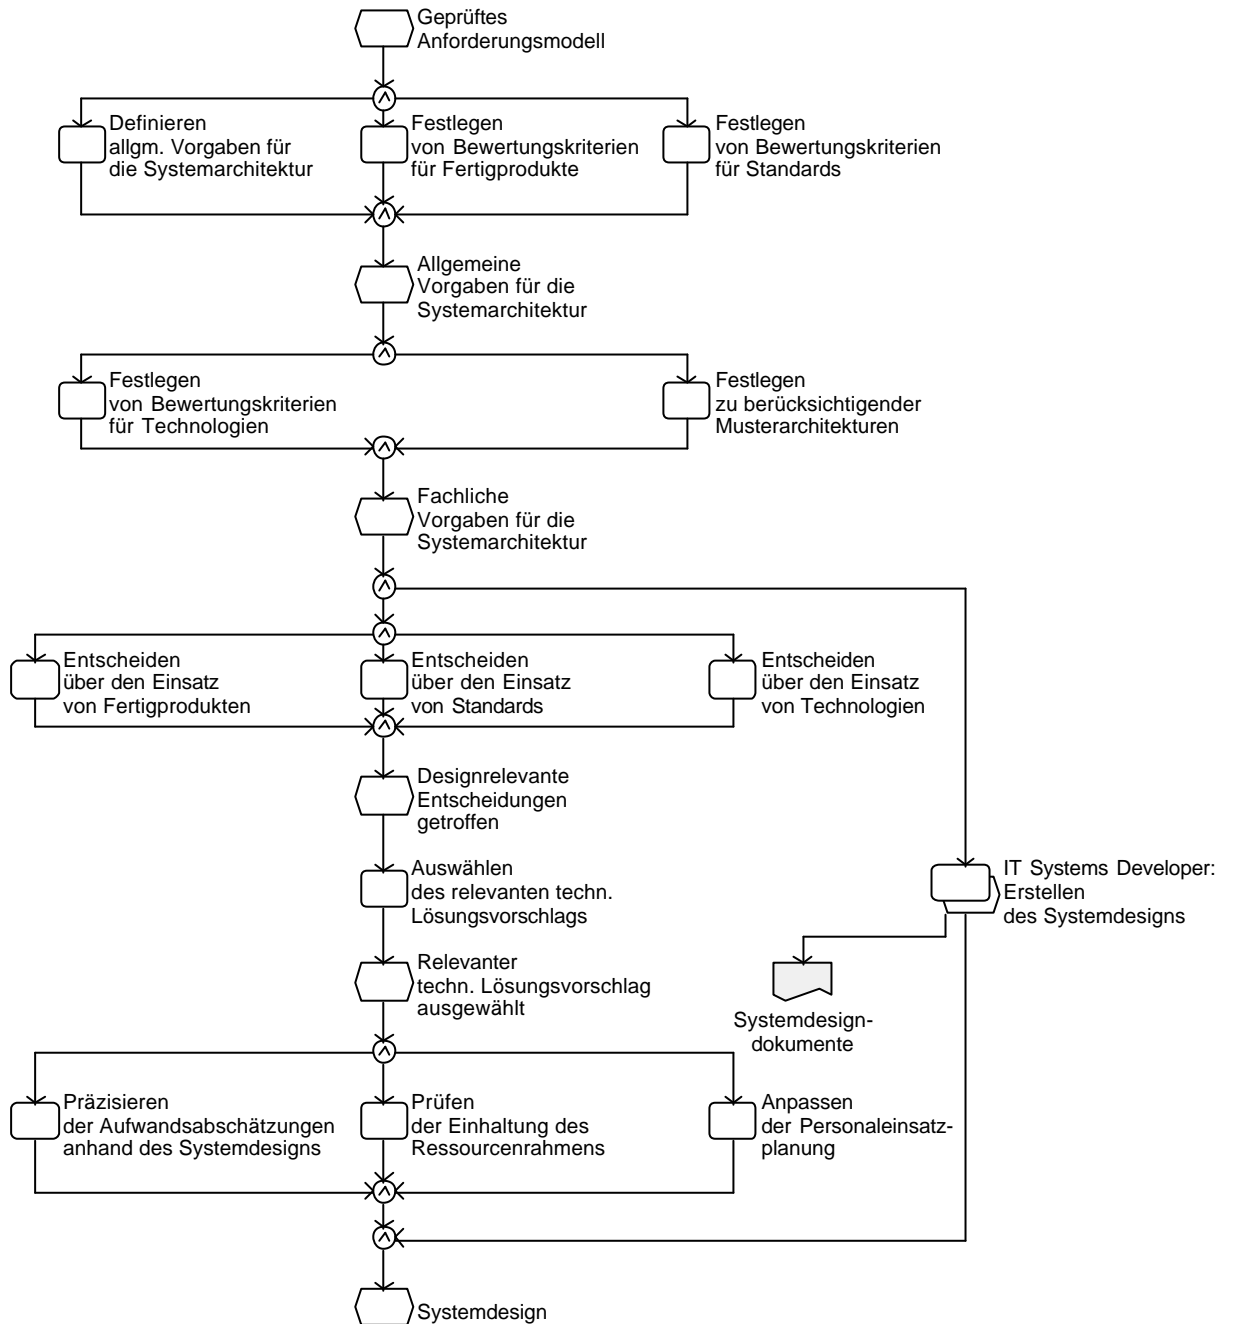 Geprüftes
Anforderungsmodell
Definieren
allgm. Vorgaben für
die Systemarchitektur
Festlegen
von Bewertungskriterien
für Fertigprodukte
Festlegen
von Bewertungskriterien
für Standards
Allgemeine
Vorgaben für die
Systemarchitektur
Festlegen
von Bewertungskriterien
für Technologien
Festlegen
zu berücksichtigender
Musterarchitekturen
Fachliche
Vorgaben für die
Systemarchitektur
Entscheiden
über den Einsatz
von Fertigprodukten
Entscheiden
über den Einsatz
von Standards
Entscheiden
über den Einsatz
von Technologien
Designrelevante
Entscheidungen
getroffen
Auswählen
des relevanten techn.
Lösungsvorschlags
IT Systems Developer:
Erstellen
des Systemdesigns
Relevanter
techn. Lösungsvorschlag
ausgewählt
Systemdesign-
dokumente
Präzisieren
der Aufwandsabschätzungen
anhand des Systemdesigns
Prüfen
der Einhaltung des
Ressourcenrahmens
Anpassen
der Personaleinsatz-
planung
Systemdesign